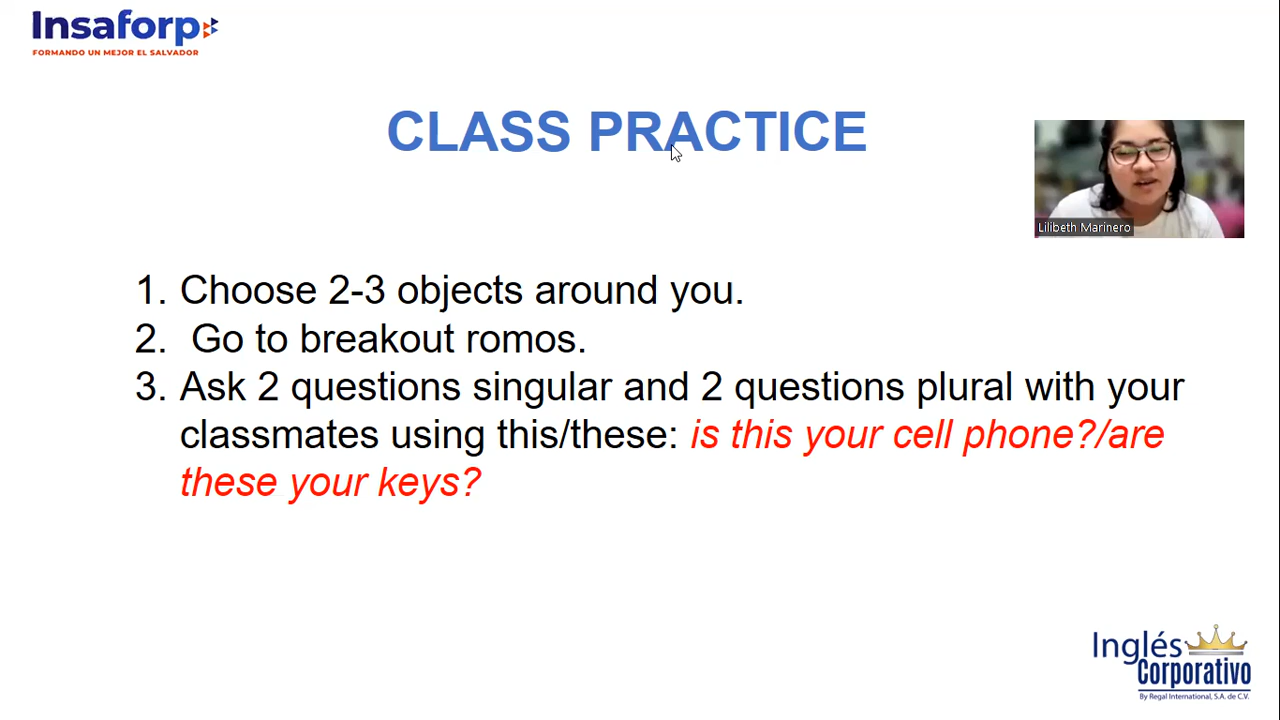 Insaforp
FORMANDO UN MEJOR EL SALVADOR
CLASS PRACTICE
Lilibeth Marinero
1. Choose 2-3 objects around you.
2. Go to breakout romos.
3. Ask 2 questions singular and 2 questions plural with your
classmates using this/these: is this your cell phone?/are
these your keys?
Inglés
Corporativo
By Regal International, S.A. de C.V.